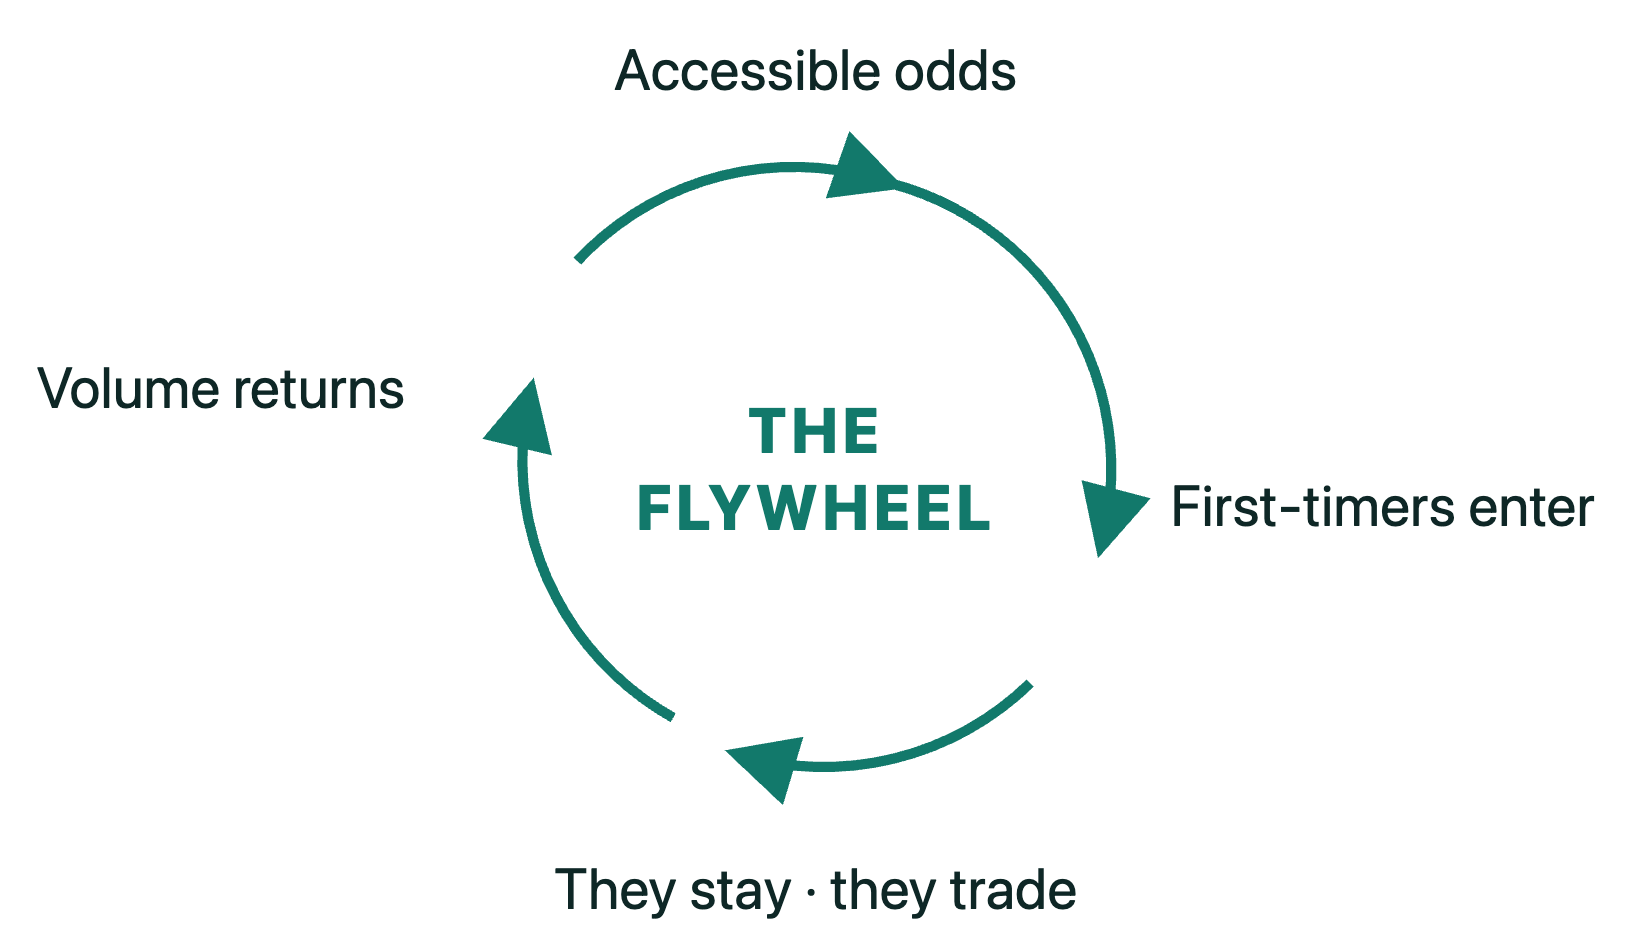 Accessible odds
Volume returns
THE
FLYWHEEL
First-timers enter
They stay · they trade